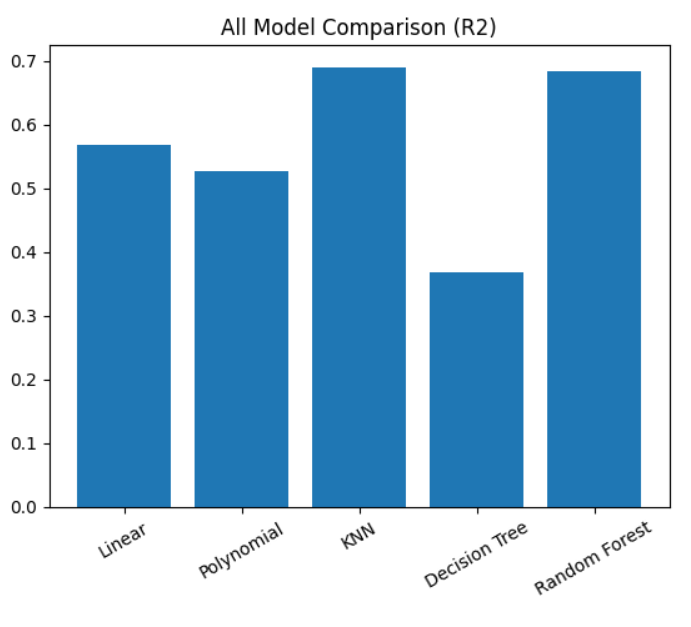 All Model Comparison (R2)
0.7
0.6
0.5
0.4
0.3
0.2
0.1
0.0
Linear
Polynomial
KNN
Decision Tree
Random Forest